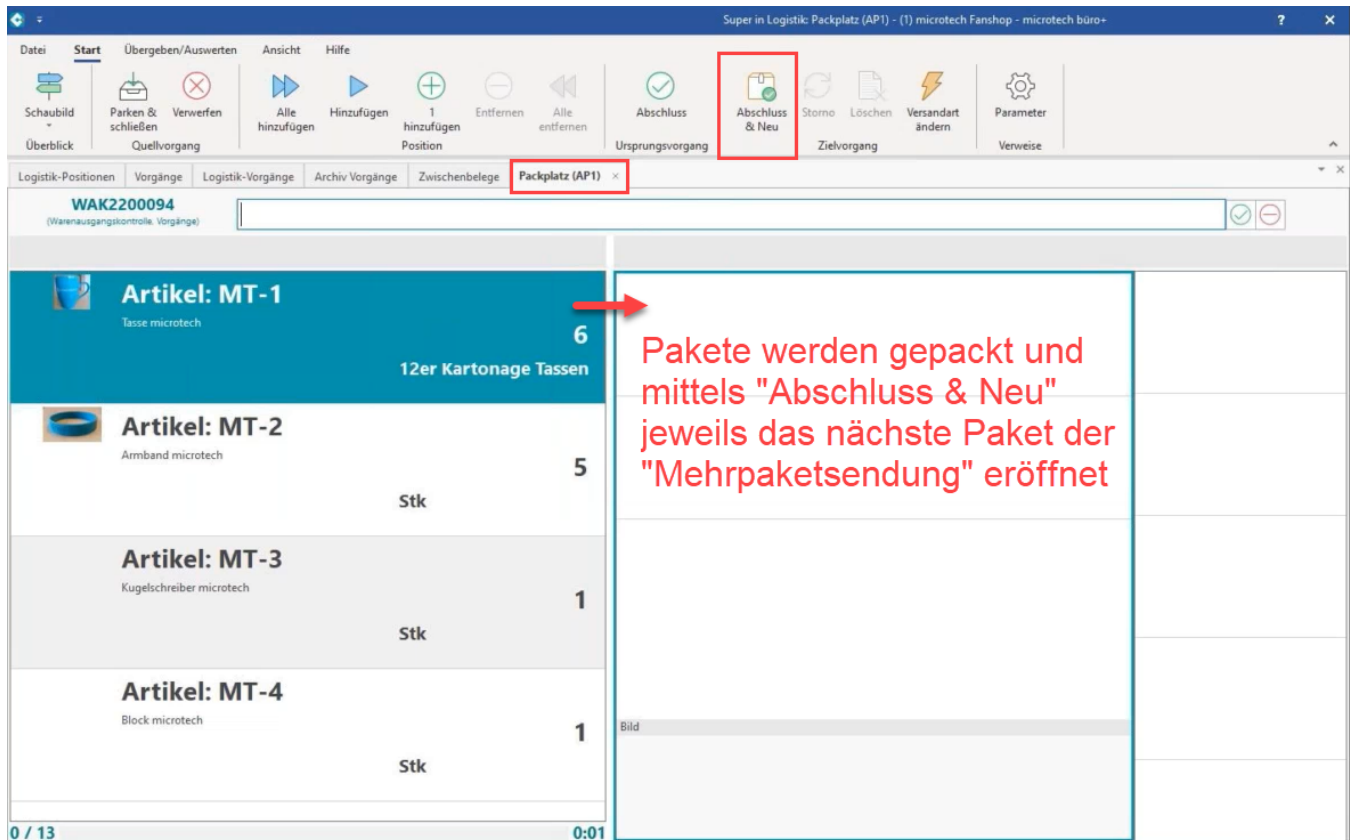 Super in Logistik: Packplatz (AP1) - (1) microtech Fanshop - microtech büro+
?
Datei Start Übergeben/Auswerten Ansicht Hilfe
Schaubild
Parken & schließen
Verwerfen
Alle hinzufügen
Hinzufügen
1 hinzufügen
Entfernen
Alle entfernen
Abschluss
Abschluss & Neu
Storno
Löschen
Versandart ändern
Parameter
Überblick Quellvorgang Position Ursprungsvorgang Zielvorgang Verweise
Logistik-Positionen Vorgänge Logistik-Vorgänge Archiv Vorgänge Zwischenbelege Packplatz (AP1)
WAK2200094
(Warenausgangskontrolle, Vorgänge)
Artikel: MT-1
Tasse microtech
6
12er Kartonage Tassen
Artikel: MT-2
Armband microtech
5
Stk
Artikel: MT-3
Kugelschreiber microtech
1
Stk
Artikel: MT-4
Block microtech
1
Stk
0 / 13 0:01
Pakete werden gepackt und
mittels "Abschluss & Neu"
jeweils das nächste Paket der
"Mehrpaketsendung" eröffnet
Bild